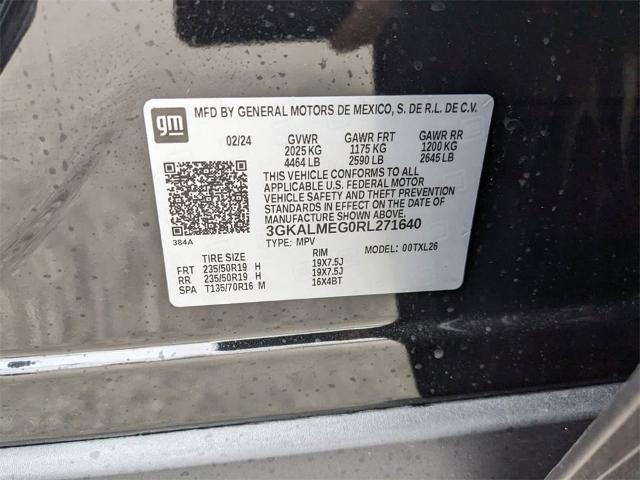 gm
MFD BY GENERAL MOTORS DE MEXICO, S. DE R.L. DE C.V.
02/24 GVWR GAWR FRT GAWR RR
2025 KG 1175 KG 1200 KG
4464 LB 2590 LB 2645 LB
THIS VEHICLE CONFORMS TO ALL
APPLICABLE U.S. FEDERAL MOTOR
VEHICLE SAFETY AND THEFT PREVENTION
STANDARDS IN EFFECT ON THE DATE OF
MANUFACTURE SHOWN ABOVE.
3GKALMEG0RL271640
384A TYPE: MPV MODEL: 00TXL26
TIRE SIZE RIM
FRT 235/50R19 H 19X7.5J
RR 235/50R19 H 19X7.5J
SPA T135/70R16 M 16X4BT